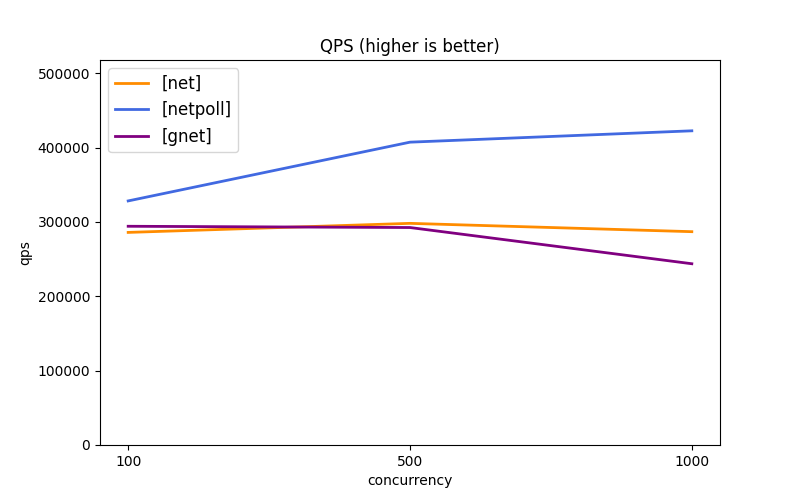 QPS (higher is better)
[net]
[netpoll]
[gnet]
500000
400000
300000
200000
100000
0
qps
100
500
1000
concurrency